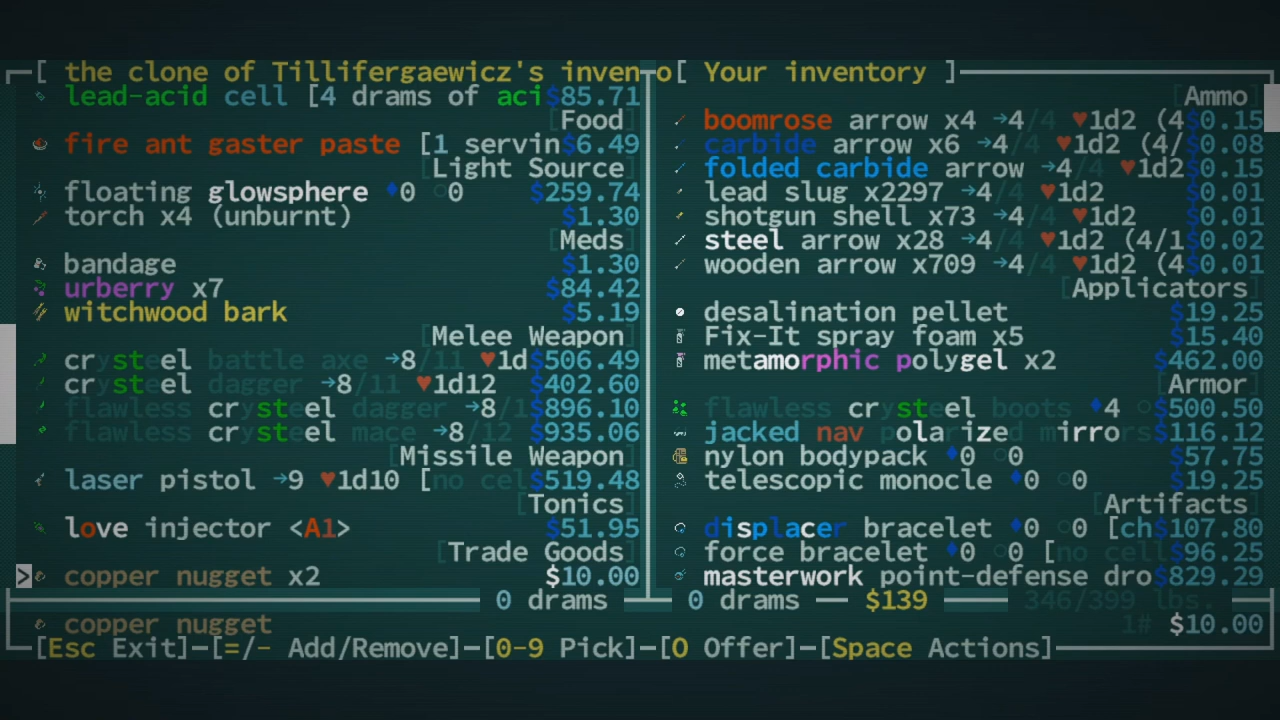 [ the clone of Tillifergaewicz's inven
lead-acid cell [4 drams of aci$85.71
[Food]
fire ant gaster paste [1 servin$6.49
[Light Source]
floating glowsphere ♦0 ○0 $259.74
torch x4 (unburnt) $1.30
[Meds]
bandage $1.30
urberry x7 $84.42
witchwood bark $5.19
[Melee Weapon]
crysteel battle axe →8/11 ♥1d$506.49
crysteel dagger →8/11 ♥1d12 $402.60
flawless crysteel dagger →8/1$896.10
flawless crysteel mace →8/12 $935.06
[Missile Weapon]
laser pistol →9 ♥1d10 [no cel$519.48
[Tonics]
love injector <A1> $51.95
[Trade Goods]
> copper nugget x2 $10.00
0 drams
o[ Your inventory ]
[Ammo]
boomrose arrow x4 →4/4 ♥1d2 (4$0.15
carbide arrow x6 →4/4 ♥1d2 (4/$0.08
folded carbide arrow →4/4 ♥1d2$0.15
lead slug x2297 →4/4 ♥1d2 $0.01
shotgun shell x73 →4/4 ♥1d2 $0.01
steel arrow x28 →4/4 ♥1d2 (4/1$0.02
wooden arrow x709 →4/4 ♥1d2 (4$0.01
[Applicators]
desalination pellet $19.25
Fix-It spray foam x5 $15.40
metamorphic polygel x2 $462.00
[Armor]
flawless crysteel boots ♦4 ○$500.50
jacked nav polarized mirrors$116.12
nylon bodypack ♦0 ○0 $57.75
telescopic monocle ♦0 ○0 $19.25
[Artifacts]
displacer bracelet ♦0 ○0 [ch$107.80
force bracelet ♦0 ○0 [no cell$96.25
masterwork point-defense dro$829.29
0 drams $139 346/399 lbs.
copper nugget 1# $10.00
[Esc Exit]-[=/- Add/Remove]-[0-9 Pick]-[O Offer]-[Space Actions]